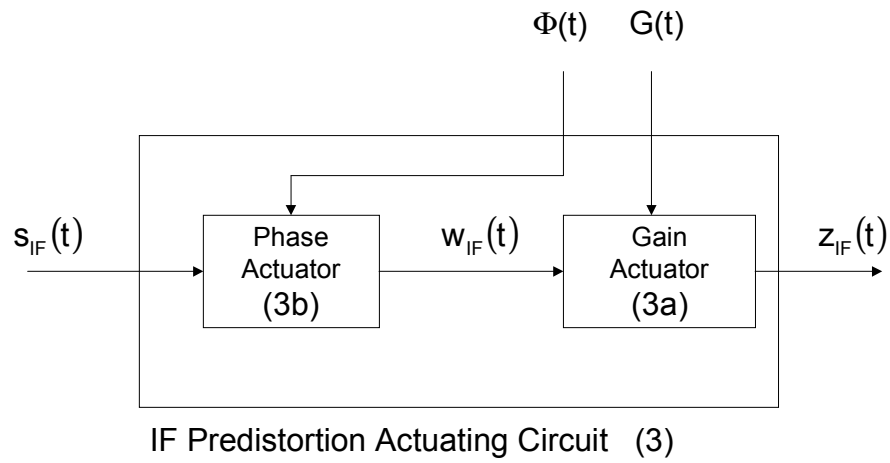 Φ(t) G(t)
s_IF(t)
Phase
Actuator
(3b)
w_IF(t)
Gain
Actuator
(3a)
z_IF(t)
IF Predistortion Actuating Circuit (3)